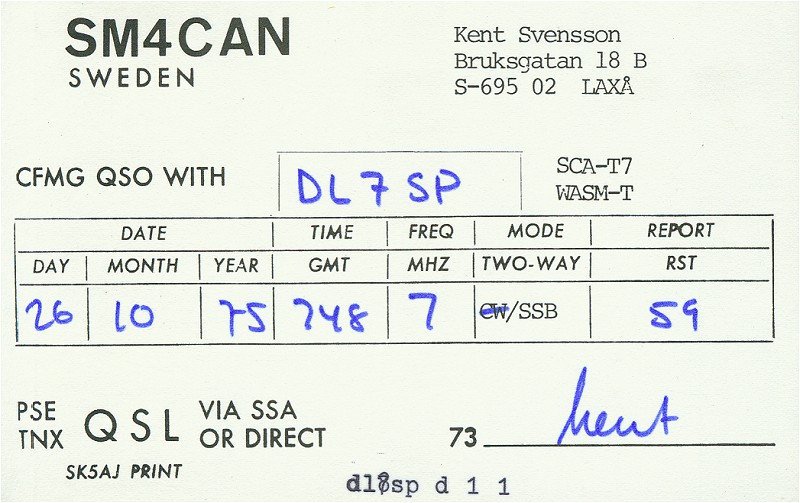 SM4CAN
SWEDEN
Kent Svensson
Bruksgatan 18 B
S-695 02 LAXÅ
CFMG QSO WITH
DL7SP
SCA-T7
WASM-T
DATE TIME FREQ MODE REPORT
DAY MONTH YEAR GMT MHZ TWO-WAY RST
26 10 75 748 7 CW/SSB 59
PSE
TNX
QSL
VIA SSA
OR DIRECT
73 Kent
SK5AJ PRINT
sp d 1 1